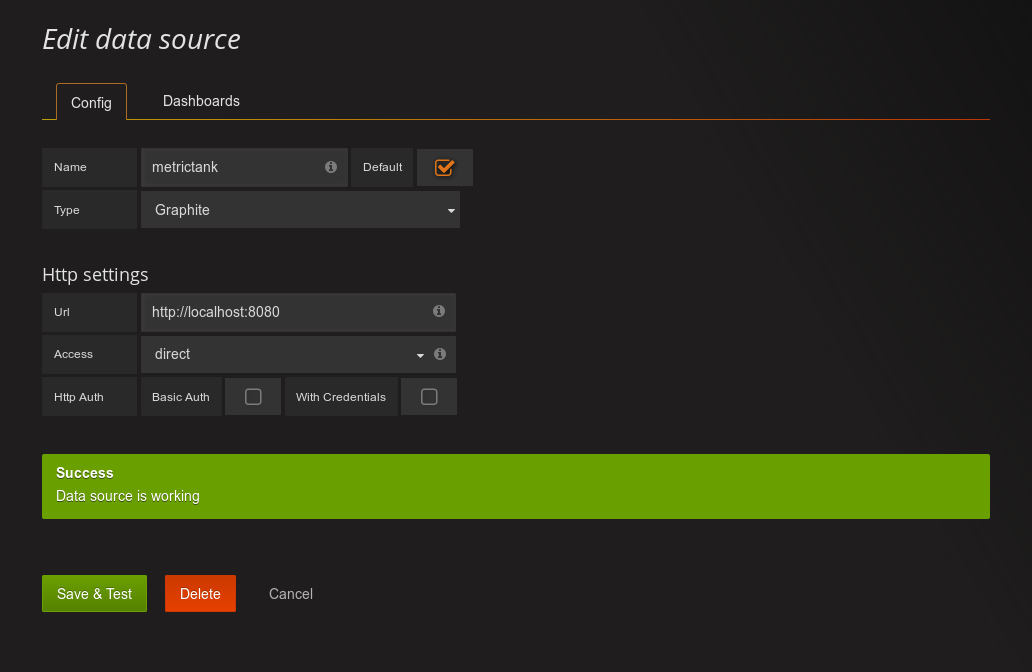 Edit data source
Config Dashboards
Name metrictank Default
Type Graphite
Http settings
Url http://localhost:8080
Access direct
Http Auth Basic Auth With Credentials
Success
Data source is working
Save & Test Delete Cancel